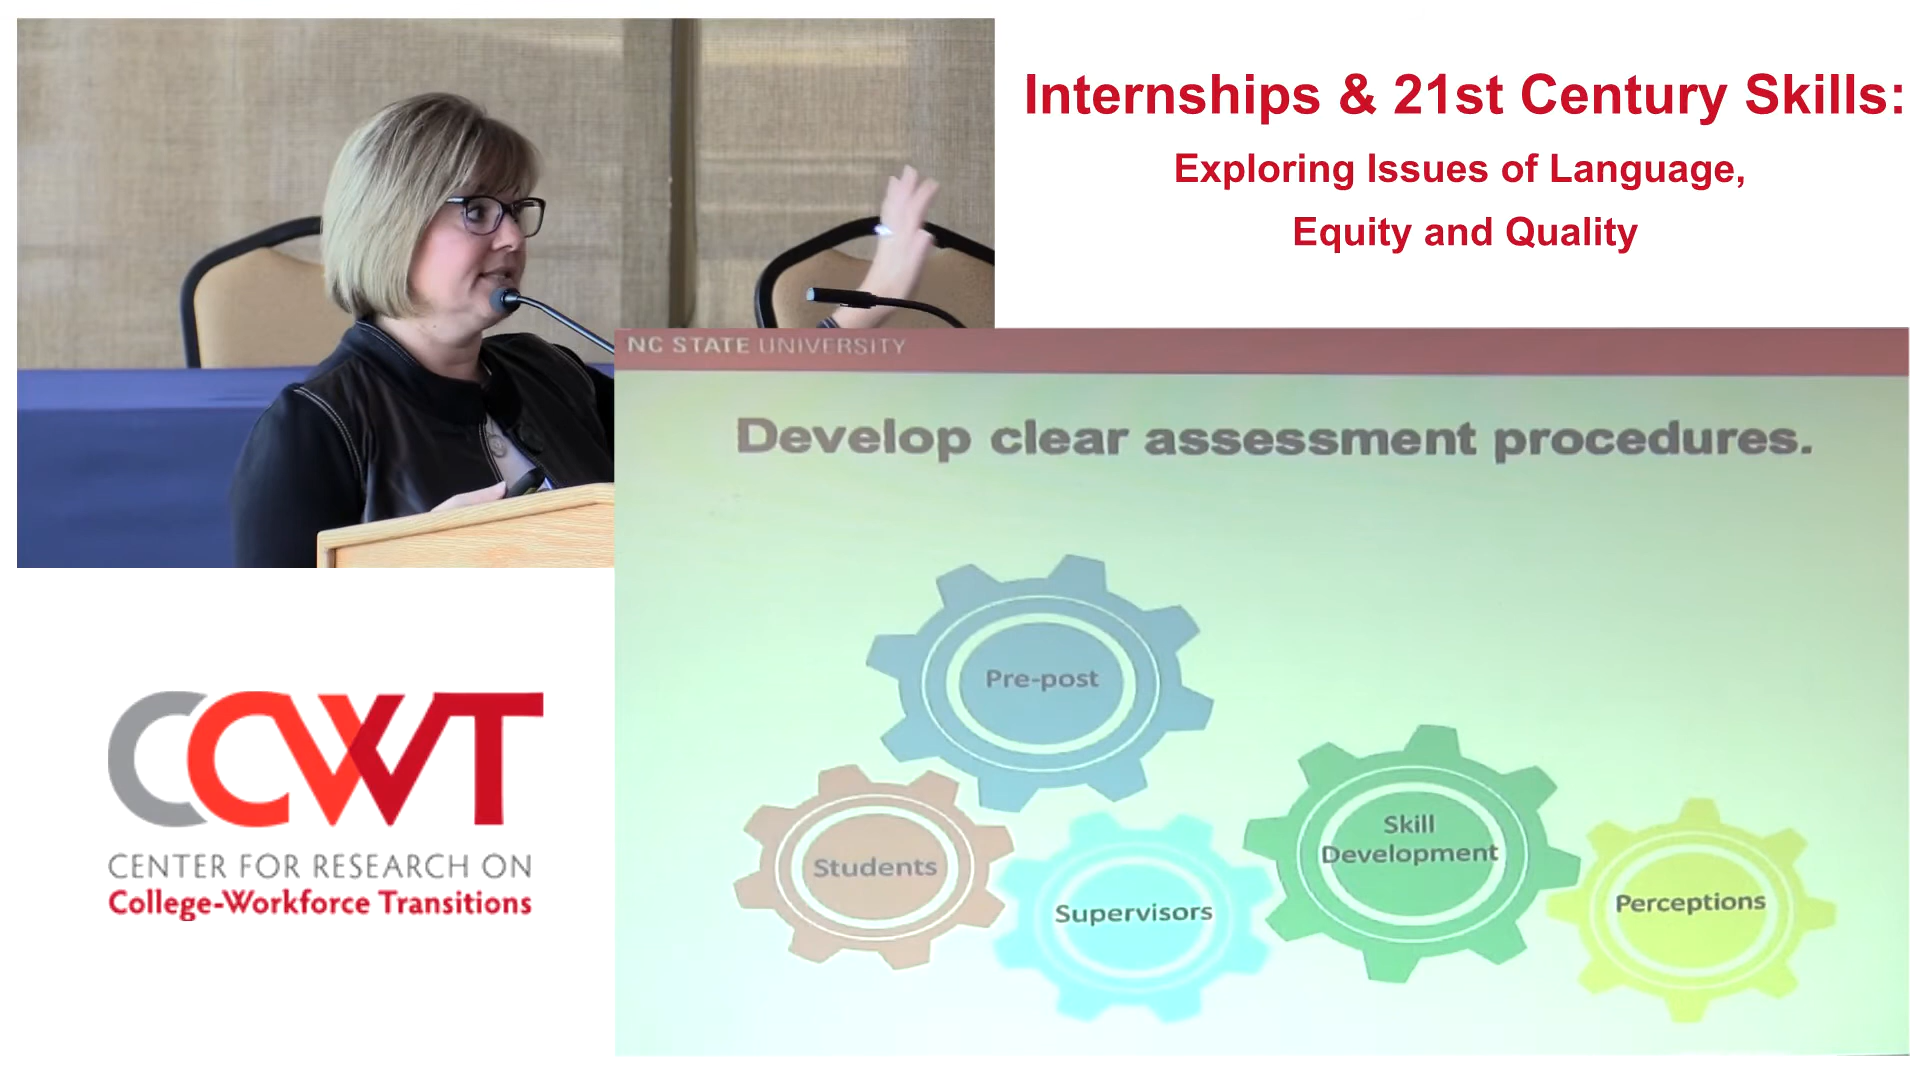 Internships & 21st Century Skills:
Exploring Issues of Language,
Equity and Quality
NC STATE UNIVERSITY
Develop clear assessment procedures.
Pre-post
Students
Supervisors
Skill
Development
Perceptions
CCWT
CENTER FOR RESEARCH ON
College-Workforce Transitions